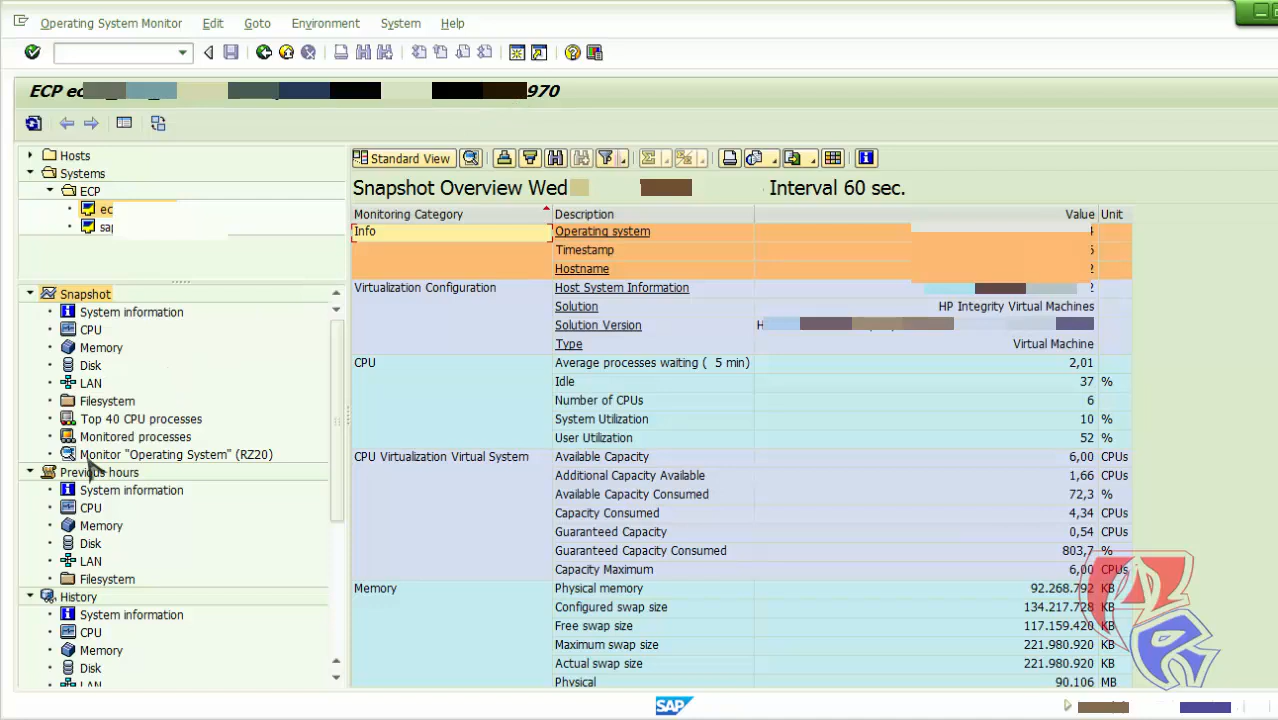 Operating System Monitor Edit Goto Environment System Help
ECP 970
Hosts
Systems
ECP
ec
sap
Snapshot
System information
CPU
Memory
Disk
LAN
Filesystem
Top 40 CPU processes
Monitored processes
Monitor "Operating System" (RZ20)
Previous hours
System information
CPU
Memory
Disk
LAN
Filesystem
History
System information
CPU
Memory
Disk
LAN
Standard View
Snapshot Overview Wed Interval 60 sec.
Monitoring Category Description Value Unit
Info Operating system
Timestamp
Hostname
Virtualization Configuration Host System Information 2
Solution HP Integrity Virtual Machines
Solution Version H
Type Virtual Machine
CPU Average processes waiting ( 5 min) 2,01
Idle 37 %
Number of CPUs 6
System Utilization 10 %
User Utilization 52 %
CPU Virtualization Virtual System Available Capacity 6,00 CPUs
Additional Capacity Available 1,66 CPUs
Available Capacity Consumed 72,3 %
Capacity Consumed 4,34 CPUs
Guaranteed Capacity 0,54 CPUs
Guaranteed Capacity Consumed 803,7 %
Capacity Maximum 6,00 CPUs
Memory Physical memory 92.268.792 KB
Configured swap size 134.217.728 KB
Free swap size 117.159.420 KB
Maximum swap size 221.980.920 KB
Actual swap size 221.980.920 KB
Physical 90.106 MB
SAP